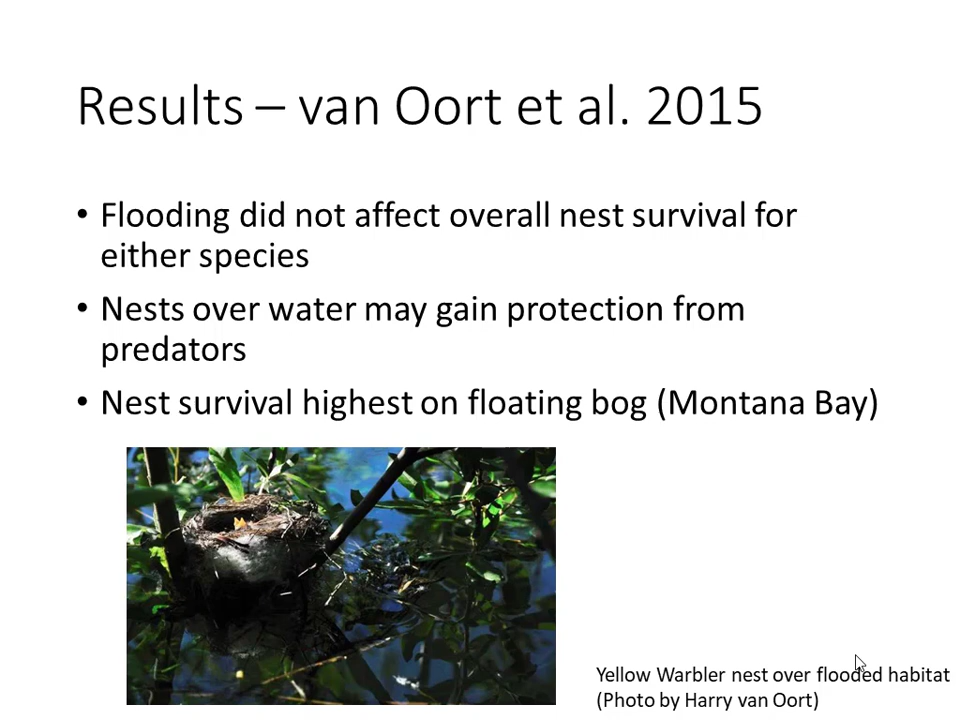 Results – van Oort et al. 2015
• Flooding did not affect overall nest survival for
either species
• Nests over water may gain protection from
predators
• Nest survival highest on floating bog (Montana Bay)
Yellow Warbler nest over flooded habitat
(Photo by Harry van Oort)